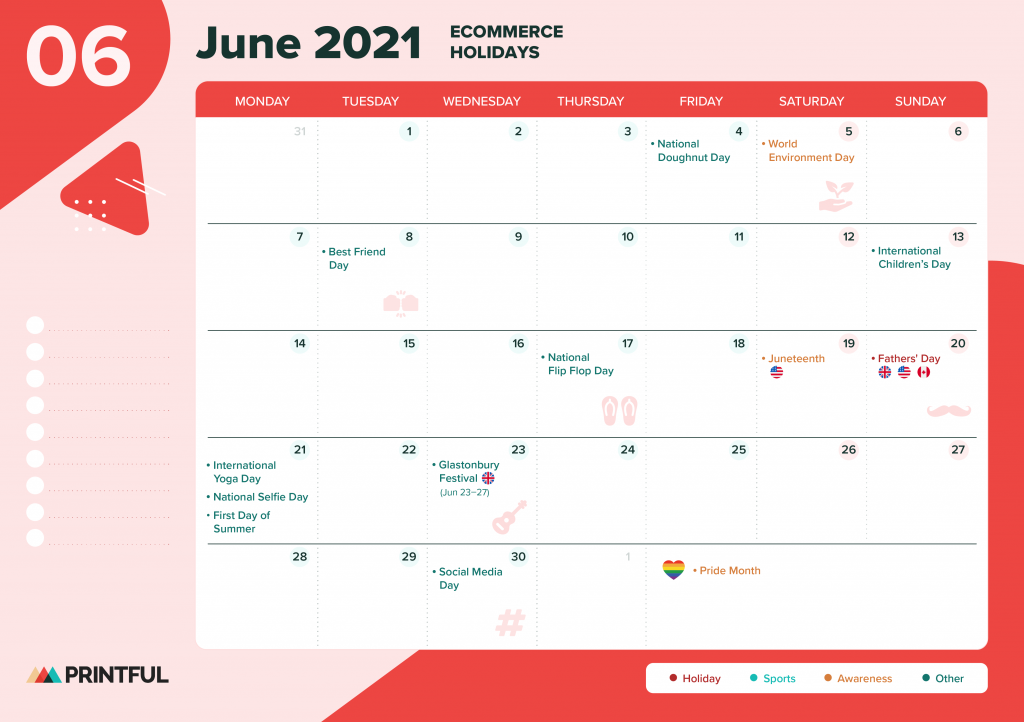 06
June 2021
ECOMMERCE
HOLIDAYS
MONDAY TUESDAY WEDNESDAY THURSDAY FRIDAY SATURDAY SUNDAY
31 1 2 3 4 5 6
• National
Doughnut Day
• World
Environment Day
7 8 9 10 11 12 13
• Best Friend
Day
• International
Children's Day
14 15 16 17 18 19 20
• National
Flip Flop Day
• Juneteenth
• Fathers' Day
21 22 23 24 25 26 27
• International
Yoga Day
• National Selfie Day
• First Day of
Summer
• Glastonbury
Festival
(Jun 23–27)
28 29 30 1
• Social Media
Day
#
• Pride Month
PRINTFUL
• Holiday • Sports • Awareness • Other